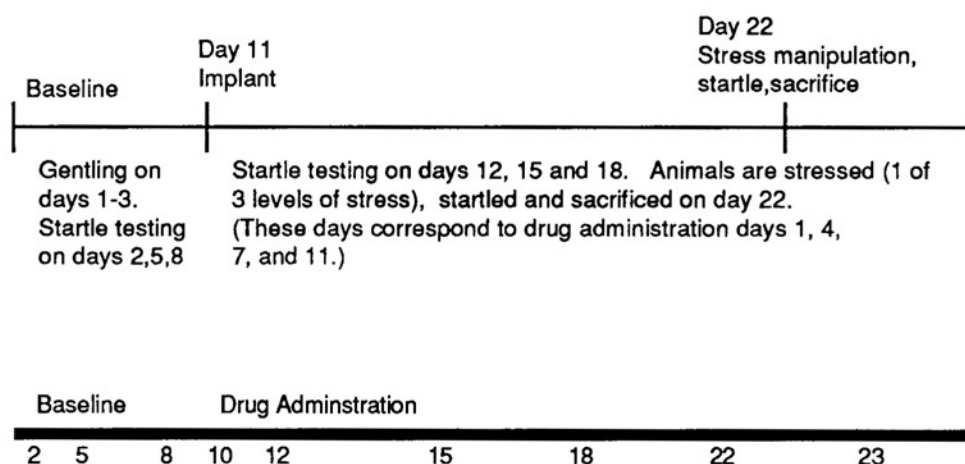 Baseline
Day 11
Implant
Day 22
Stress manipulation,
startle,sacrifice
Gentling on
days 1-3.
Startle testing
on days 2,5,8
Startle testing on days 12, 15 and 18. Animals are stressed (1 of
3 levels of stress), startled and sacrificed on day 22.
(These days correspond to drug administration days 1, 4,
7, and 11.)
Baseline
Drug Adminstration
2 5 8 10 12 15 18 22 23